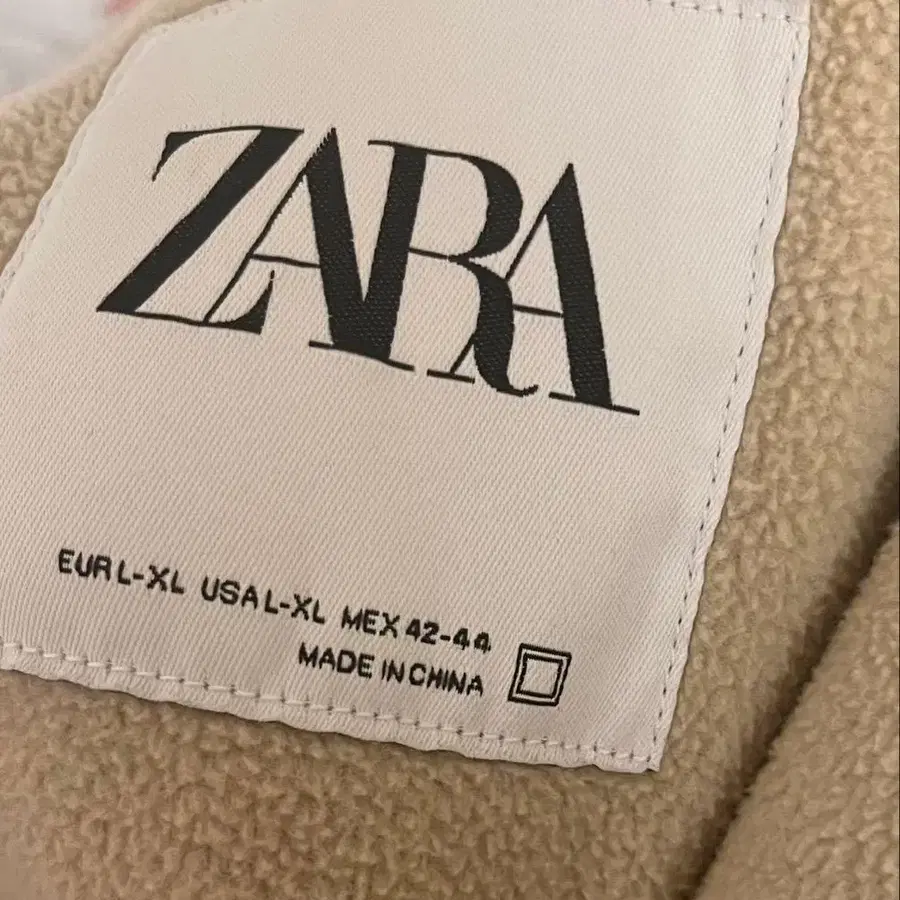 ZARA
EUR L-XL USA L-XL MEX 42-44
MADE IN CHINA